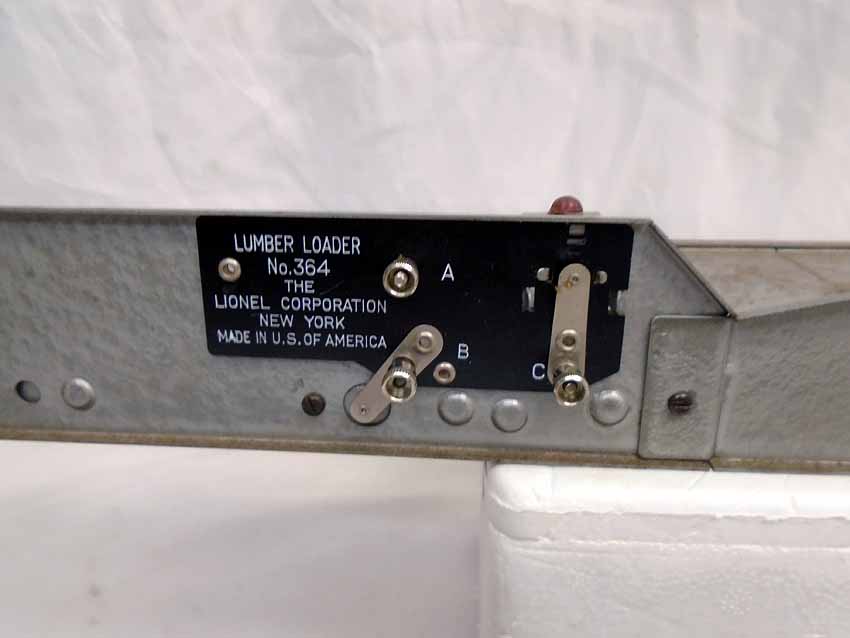 LUMBER LOADER
No.364
THE
LIONEL CORPORATION
NEW YORK
MADE IN U.S. OF AMERICA
A
B
C